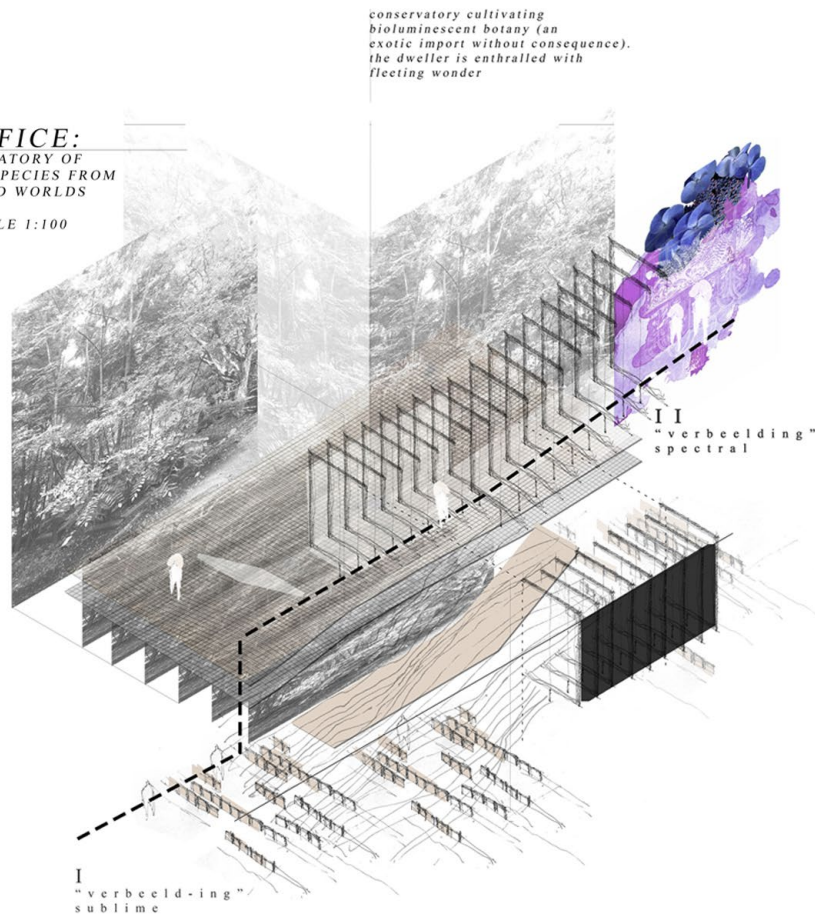 conservatory cultivating
bioluminescent botany (an
exotic import without consequence).
the dweller is enthralled with
fleeting wonder
FICE:
ATORY OF
PECIES FROM
D WORLDS
LE 1:100
II
"verbeelding"
spectral
I
"verbeeld-ing"
sublime